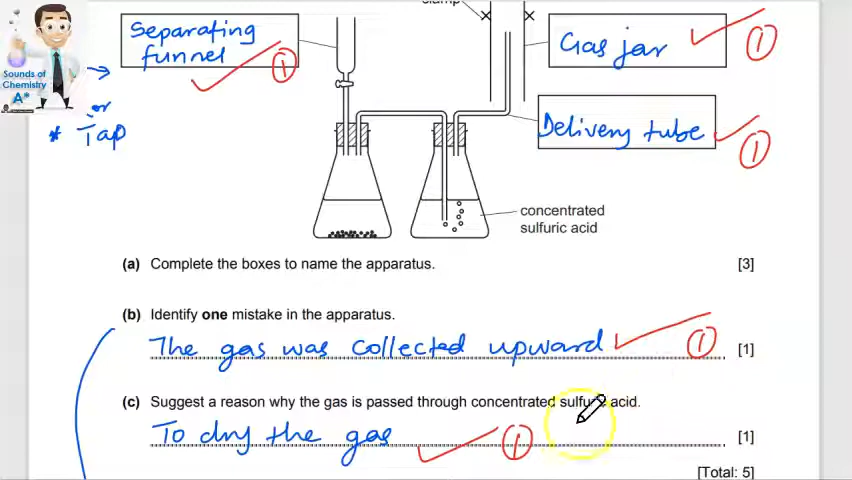 clamp
Separating
funnel
1
Gas jar
1
Sounds of
Chemistry
A*
or
* Tap
Delivery tube
1
concentrated
sulfuric acid
(a) Complete the boxes to name the apparatus. [3]
(b) Identify one mistake in the apparatus.
The gas was collected upward 1 [1]
(c) Suggest a reason why the gas is passed through concentrated sulfuric acid.
To dry the gas 1 [1]
[Total: 5]